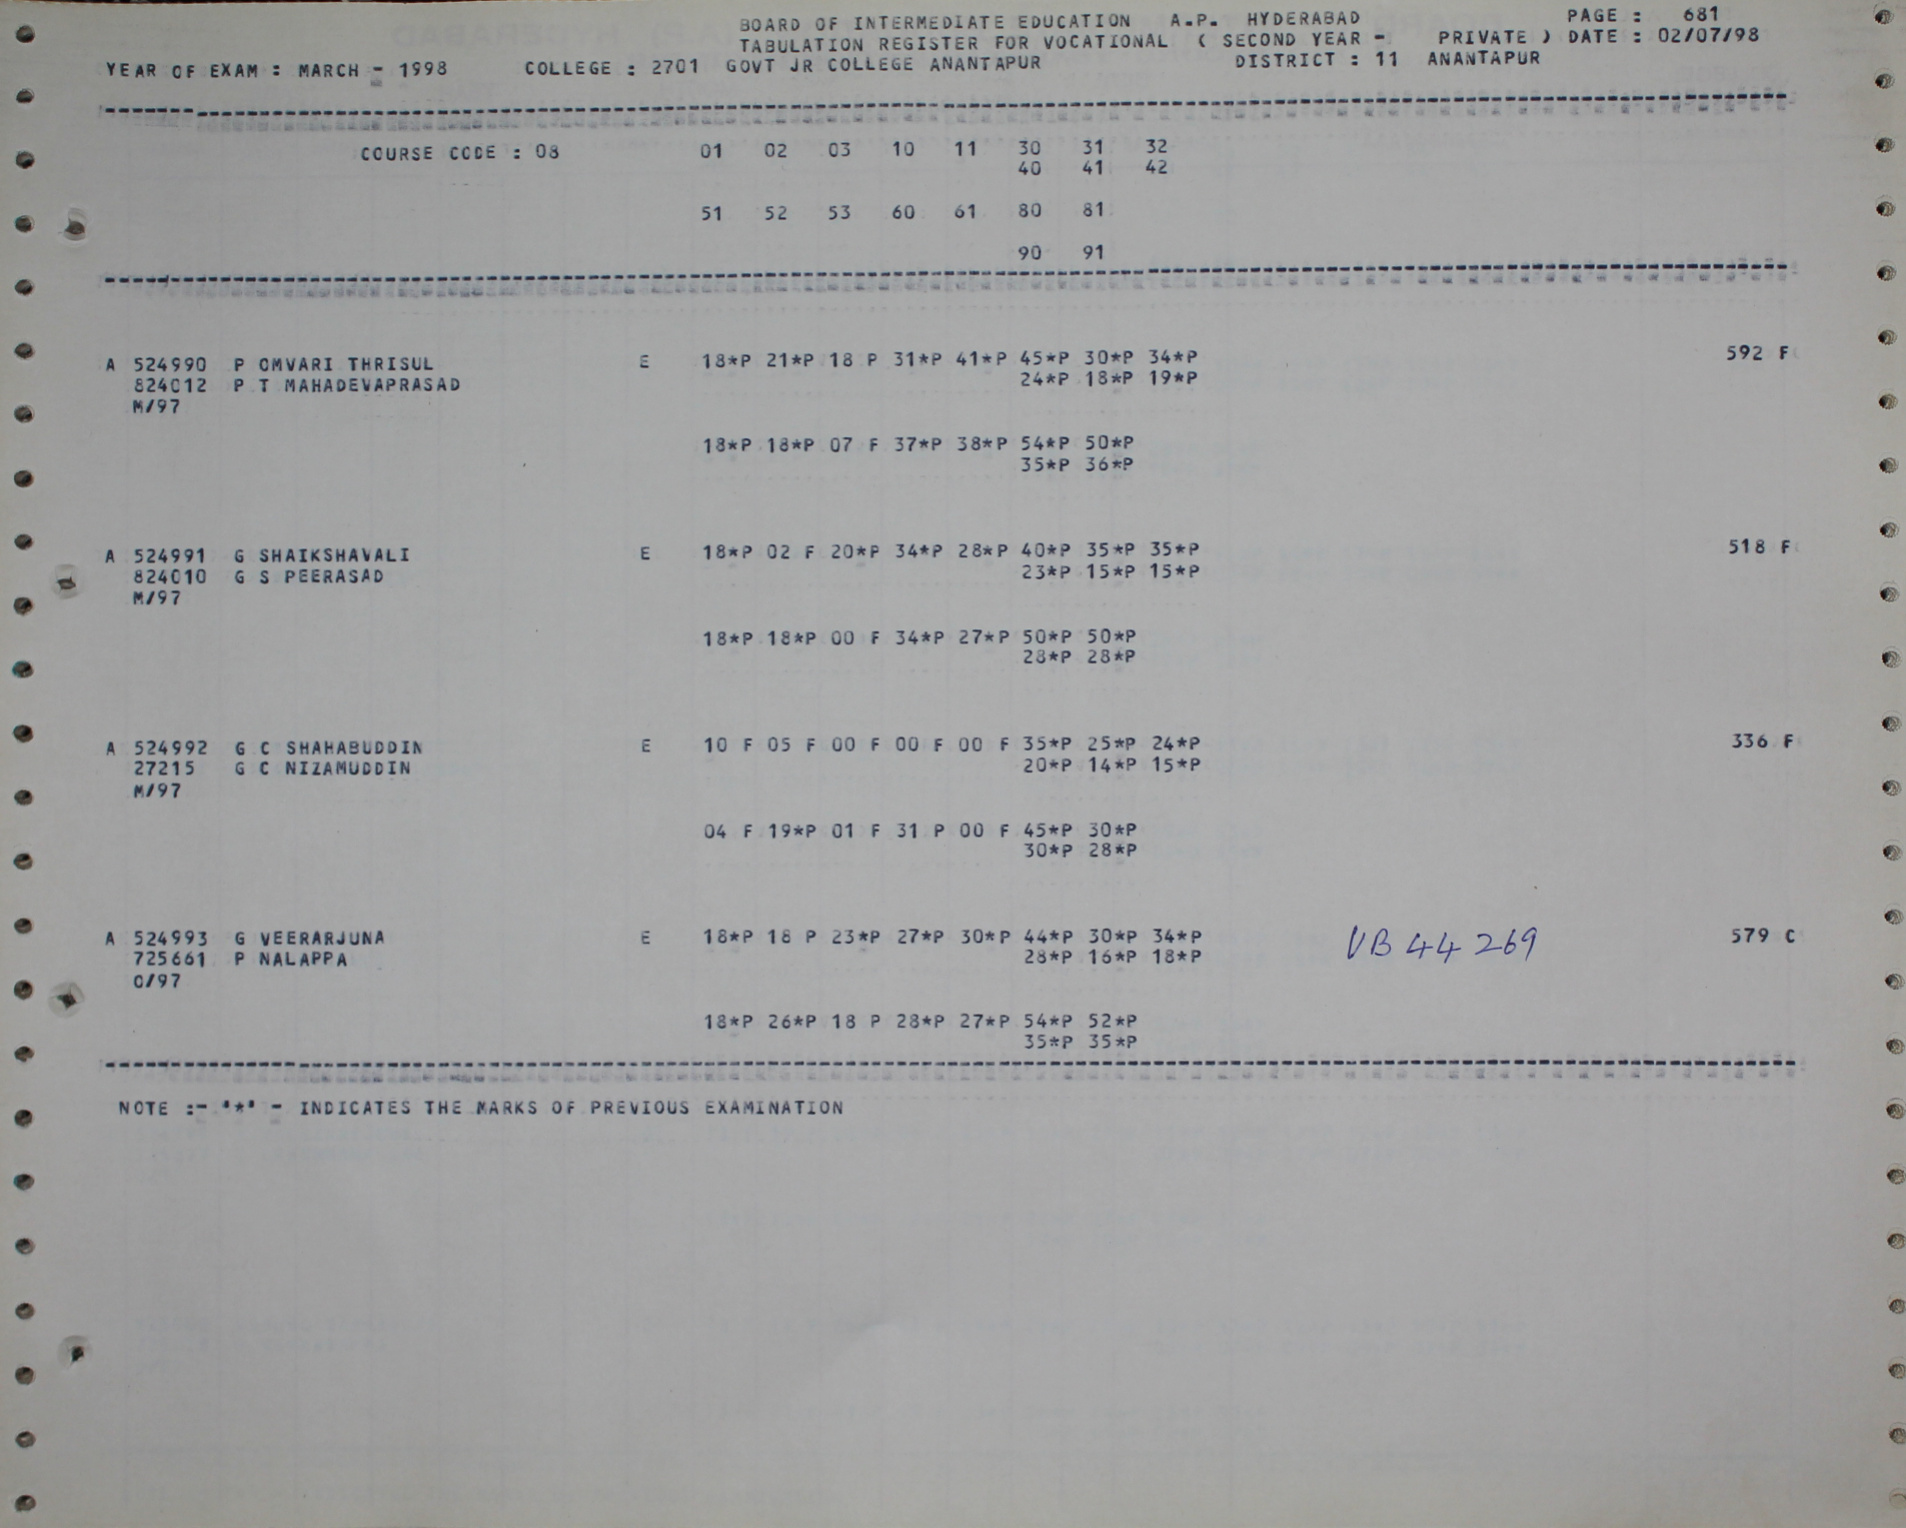 BOARD OF INTERMEDIATE EDUCATION A.P. HYDERABAD PAGE : 681
TABULATION REGISTER FOR VOCATIONAL ( SECOND YEAR - PRIVATE ) DATE : 02/07/98
YEAR OF EXAM : MARCH - 1998 COLLEGE : 2701 GOVT JR COLLEGE ANANTAPUR DISTRICT : 11 ANANTAPUR
COURSE CODE : 08 01 02 03 10 11 30 31 32
40 41 42
51 52 53 60 61 80 81
90 91
A 524990 P OMVARI THRISUL E 18*P 21*P 18 P 31*P 41*P 45*P 30*P 34*P 592 F
824012 P T MAHADEVAPRASAD 24*P 18*P 19*P
M/97
18*P 18*P 07 F 37*P 38*P 54*P 50*P
35*P 36*P
A 524991 G SHAIKSHAVALI E 18*P 02 F 20*P 34*P 28*P 40*P 35*P 35*P 518 F
824010 G S PEERASAD 23*P 15*P 15*P
M/97
18*P 18*P 00 F 34*P 27*P 50*P 50*P
28*P 28*P
A 524992 G C SHAHABUDDIN E 10 F 05 F 00 F 00 F 00 F 35*P 25*P 24*P 336 F
27215 G C NIZAMUDDIN 20*P 14*P 15*P
M/97
04 F 19*P 01 F 31 P 00 F 45*P 30*P
30*P 28*P
A 524993 G VEERARJUNA E 18*P 18 P 23*P 27*P 30*P 44*P 30*P 34*P VB 44269 579 C
725661 P NALAPPA 28*P 16*P 18*P
O/97
18*P 26*P 18 P 28*P 27*P 54*P 52*P
35*P 35*P
NOTE :- '*' - INDICATES THE MARKS OF PREVIOUS EXAMINATION